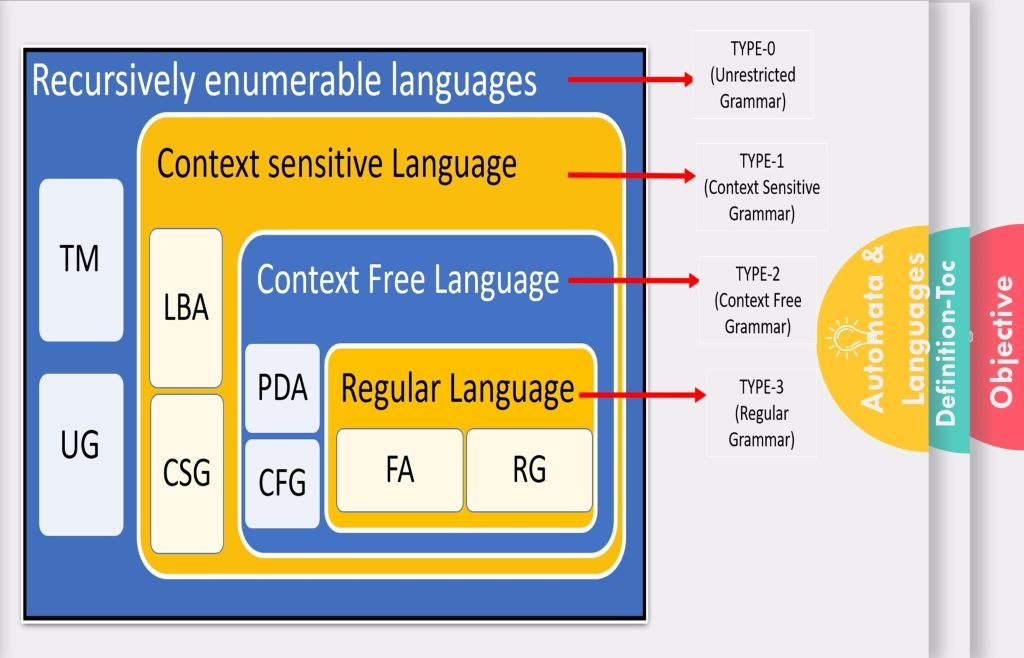 Recursively enumerable languages
TYPE-0
(Unrestricted
Grammar)
Context sensitive Language
TYPE-1
(Context Sensitive
Grammar)
TM
LBA
Context Free Language
TYPE-2
(Context Free
Grammar)
UG
CSG
PDA
CFG
Regular Language
TYPE-3
(Regular
Grammar)
FA
RG
Automata &
Languages
Definition-Toc
Objective